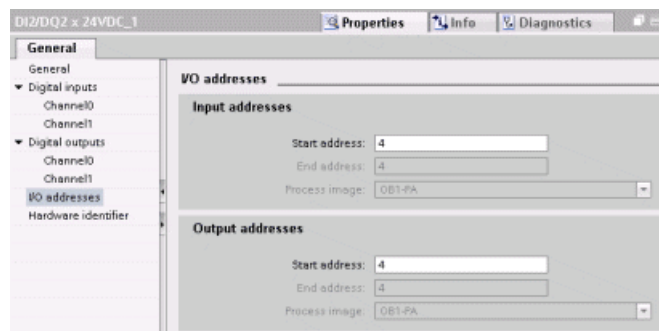 DI2/DQ2 x 24VDC_1
Properties
Info
Diagnostics
General
General
Digital inputs
Channel0
Channel1
Digital outputs
Channel0
Channel1
I/O addresses
Hardware identifier
I/O addresses
Input addresses
Start address: 4
End address: 4
Process image: OB1-PA
Output addresses
Start address: 4
End address: 4
Process image: OB1-PA